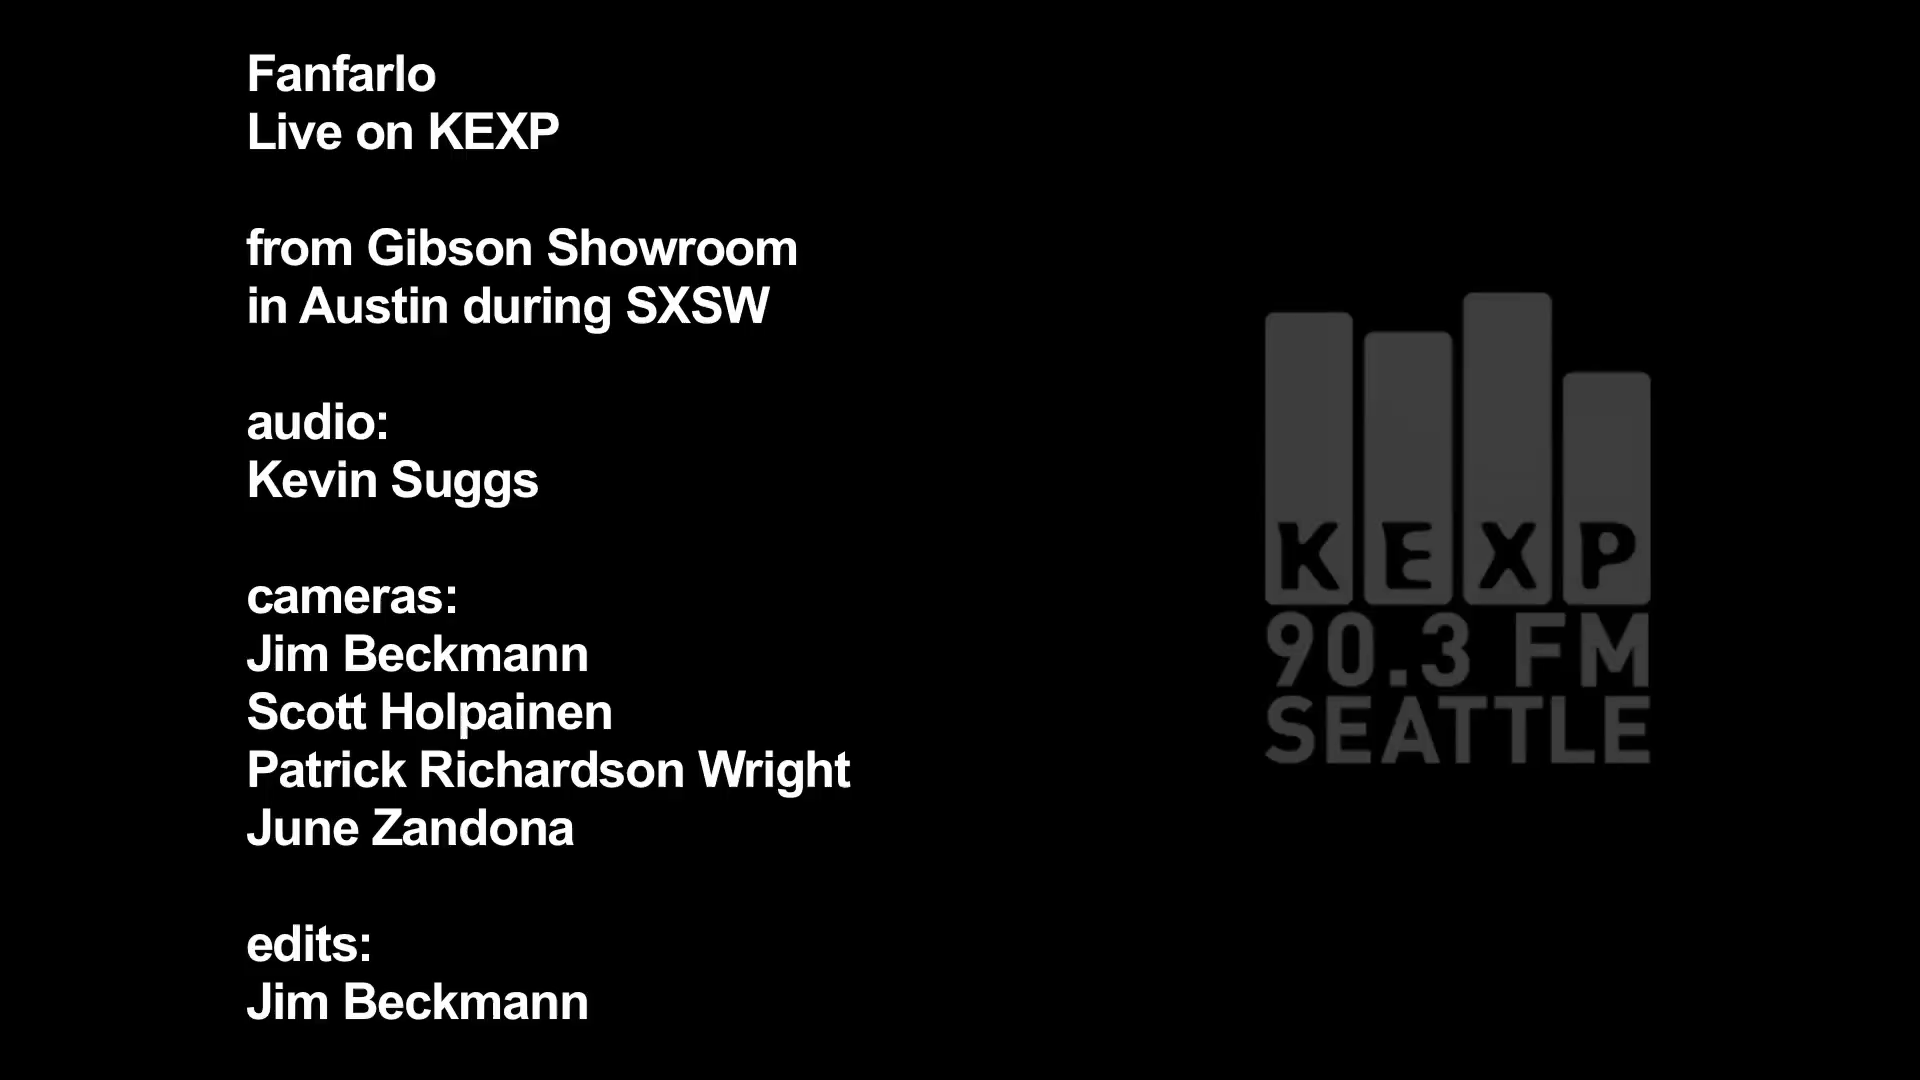 Fanfarlo
Live on KEXP
from Gibson Showroom
in Austin during SXSW
audio:
Kevin Suggs
cameras:
Jim Beckmann
Scott Holpainen
Patrick Richardson Wright
June Zandona
edits:
Jim Beckmann
KEXP
90.3 FM
SEATTLE